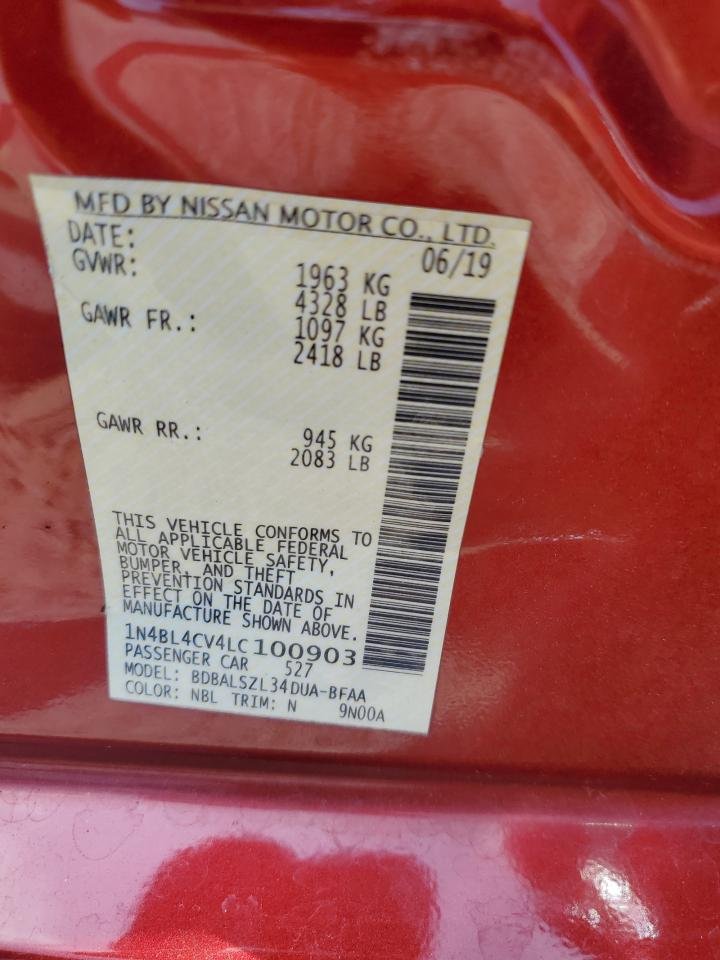 MFD BY NISSAN MOTOR CO., LTD.
DATE: 06/19
GVWR: 1963 KG
4328 LB
GAWR FR.: 1097 KG
2418 LB
GAWR RR.: 945 KG
2083 LB
THIS VEHICLE CONFORMS TO
ALL APPLICABLE FEDERAL
MOTOR VEHICLE SAFETY,
BUMPER, AND THEFT
PREVENTION STANDARDS IN
EFFECT ON THE DATE OF
MANUFACTURE SHOWN ABOVE.
1N4BL4CV4LC100903
PASSENGER CAR 527
MODEL: BDBALSZL34DUA-BFAA
COLOR: NBL TRIM: N 9N00A